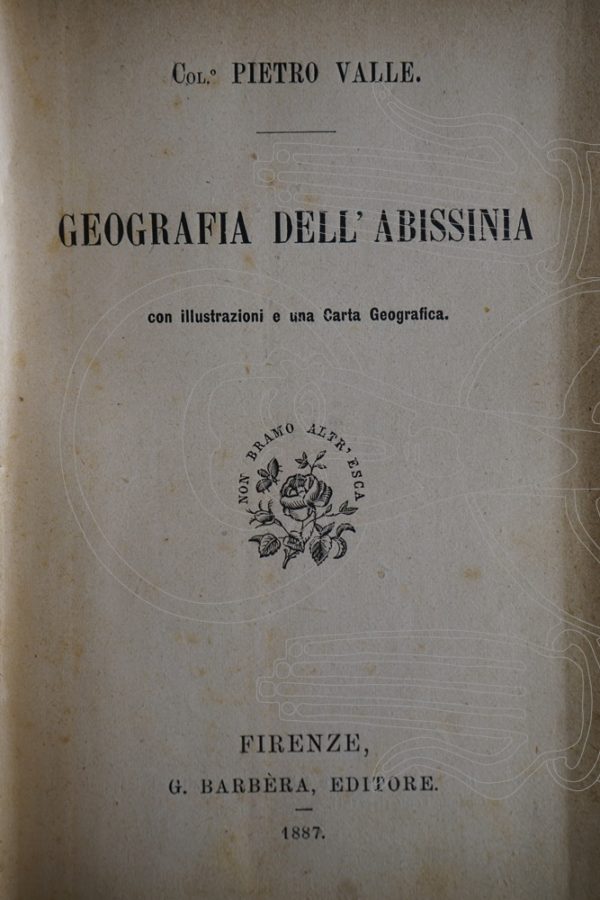 COL.º PIETRO VALLE.
GEOGRAFIA DELL' ABISSINIA
con illustrazioni e una Carta Geografica.
NON BRAMO ALTR' ESCA
FIRENZE,
G. BARBÈRA, EDITORE.
1887.